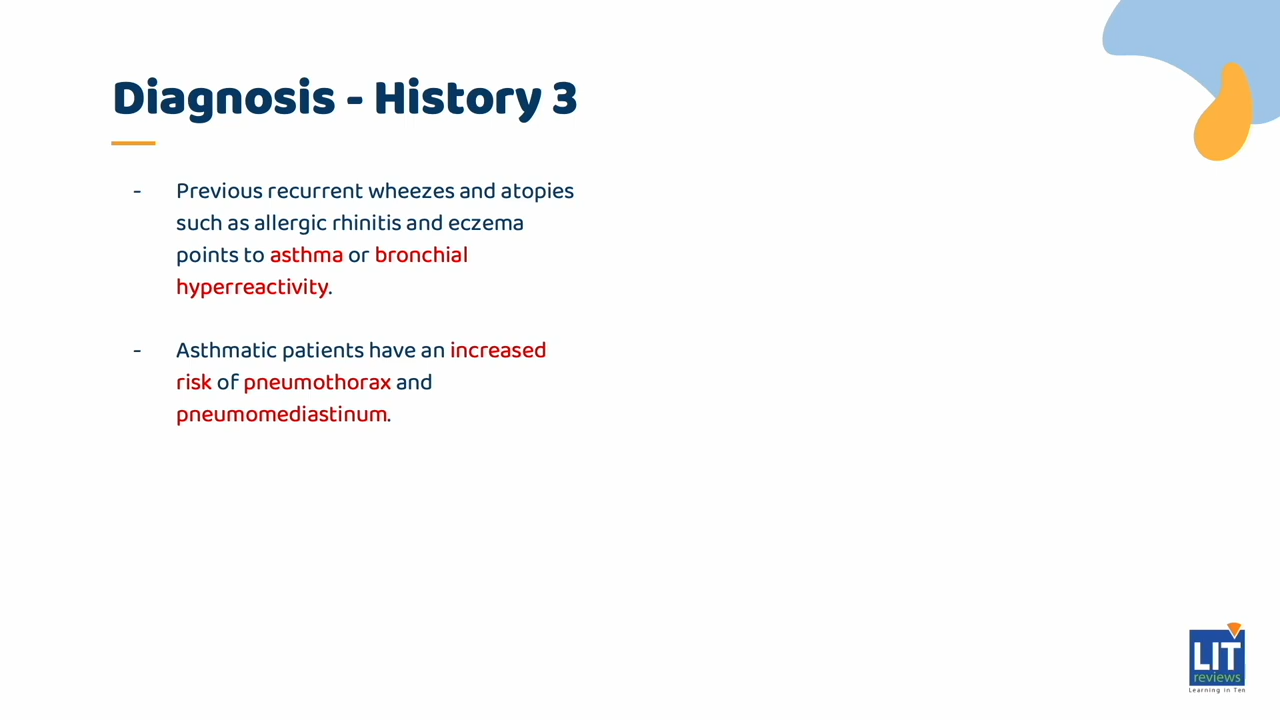 Diagnosis - History 3
- Previous recurrent wheezes and atopies
such as allergic rhinitis and eczema
points to asthma or bronchial
hyperreactivity.
- Asthmatic patients have an increased
risk of pneumothorax and
pneumomediastinum.
LIT
reviews
Learning in Ten